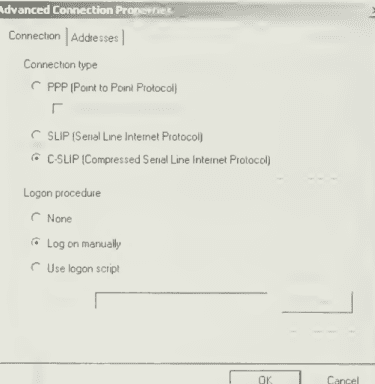 Advanced Connection Properties
Connection
Addresses
Connection type
PPP (Point to Point Protocol)
SLIP (Serial Line Internet Protocol)
C-SLIP (Compressed Serial Line Internet Protocol)
Logon procedure
None
Log on manually
Use logon script
OK
Cancel